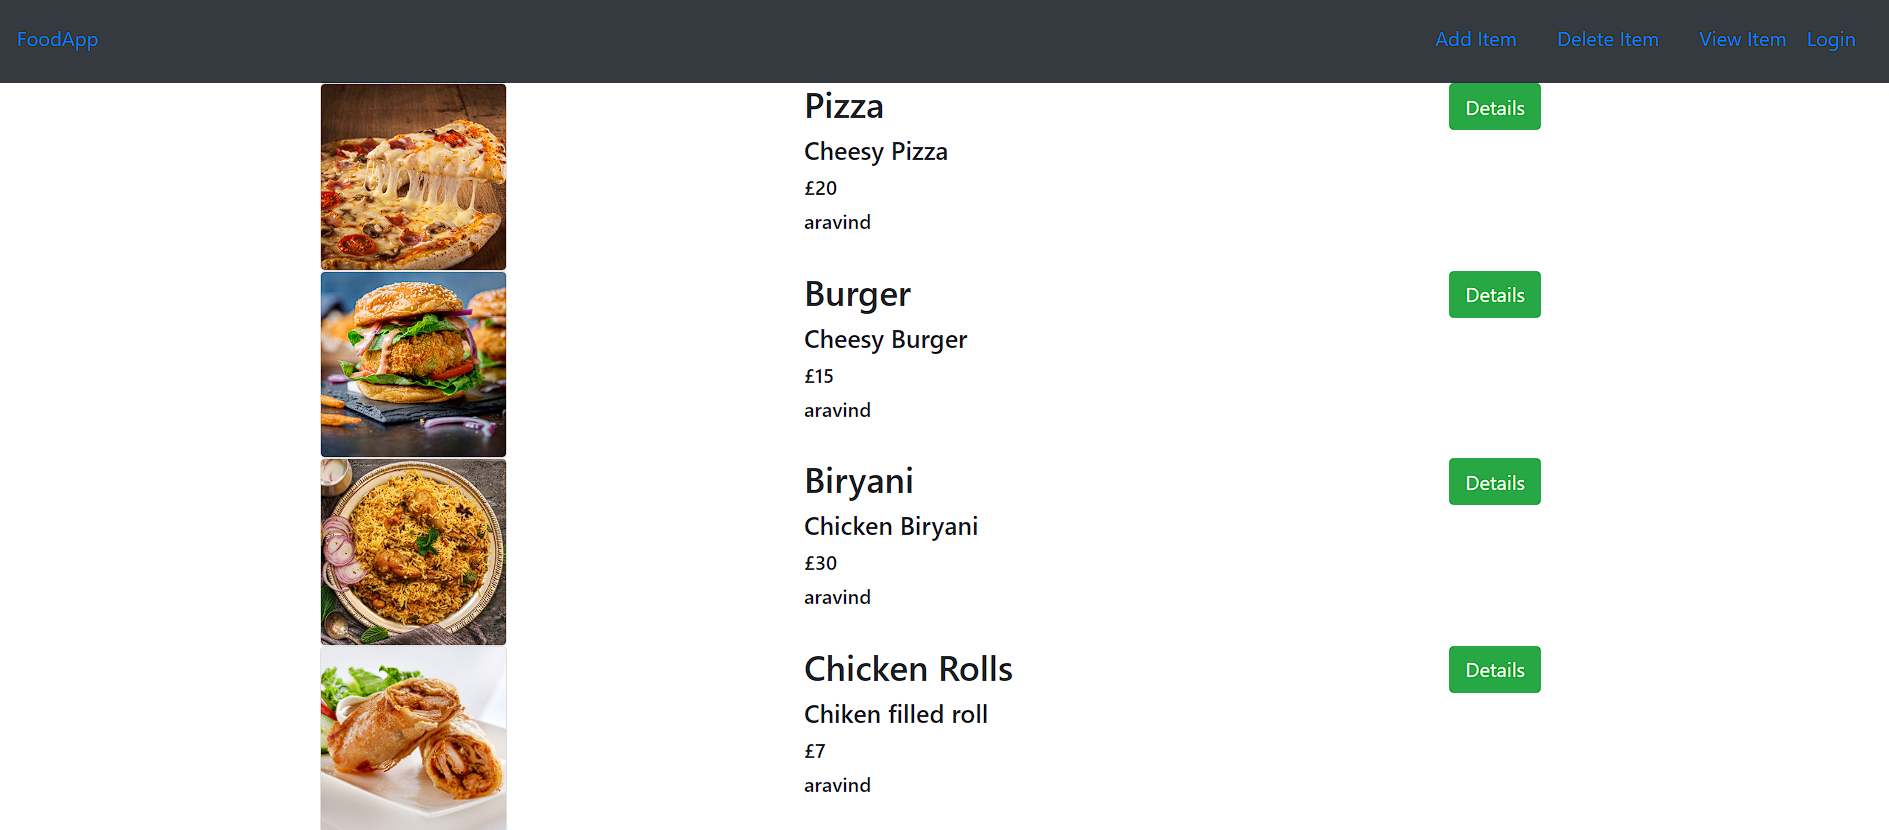 FoodApp
Add Item Delete Item View Item Login
Pizza
Details
Cheesy Pizza
£20
aravind
Burger
Details
Cheesy Burger
£15
aravind
Biryani
Details
Chicken Biryani
£30
aravind
Chicken Rolls
Details
Chiken filled roll
£7
aravind